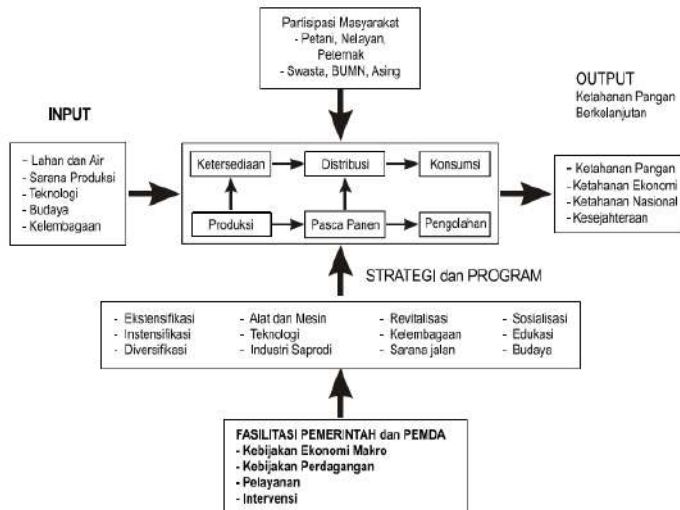 Partisipasi Masyarakat
- Petani, Nelayan,
Peternak
- Swasta, BUMN, Asing
INPUT
- Lahan dan Air
- Sarana Produksi
- Teknologi
- Budaya
- Kelembagaan
Ketersediaan
Distribusi
Konsumsi
Produksi
Pasca Panen
Pengolahan
OUTPUT
Ketahanan Pangan
Berkelanjutan
- Ketahanan Pangan
- Ketahanan Ekonomi
- Ketahanan Nasional
- Kesejahteraan
STRATEGI dan PROGRAM
- Ekstensifikasi
- Instensifikasi
- Diversifikasi
- Alat dan Mesin
- Teknologi
- Industri Saprodi
- Revitalisasi
- Kelembagaan
- Sarana jalan
- Sosialisasi
- Edukasi
- Budaya
FASILITASI PEMERINTAH dan PEMDA
- Kebijakan Ekonomi Makro
- Kebijakan Perdagangan
- Pelayanan
- Intervensi